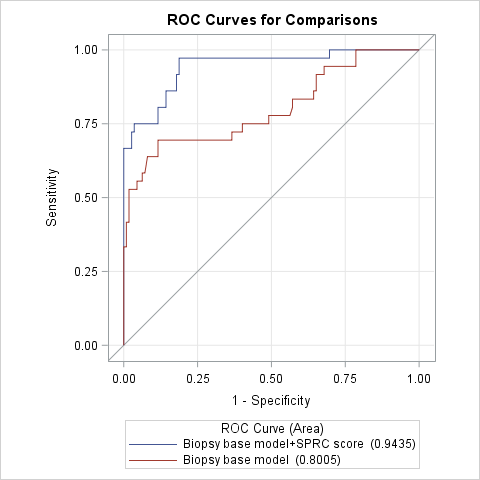 ROC Curves for Comparisons
1.00
0.75
0.50
0.25
0.00
Sensitivity
0.00 0.25 0.50 0.75 1.00
1 - Specificity
ROC Curve (Area)
Biopsy base model+SPRC score (0.9435)
Biopsy base model (0.8005)